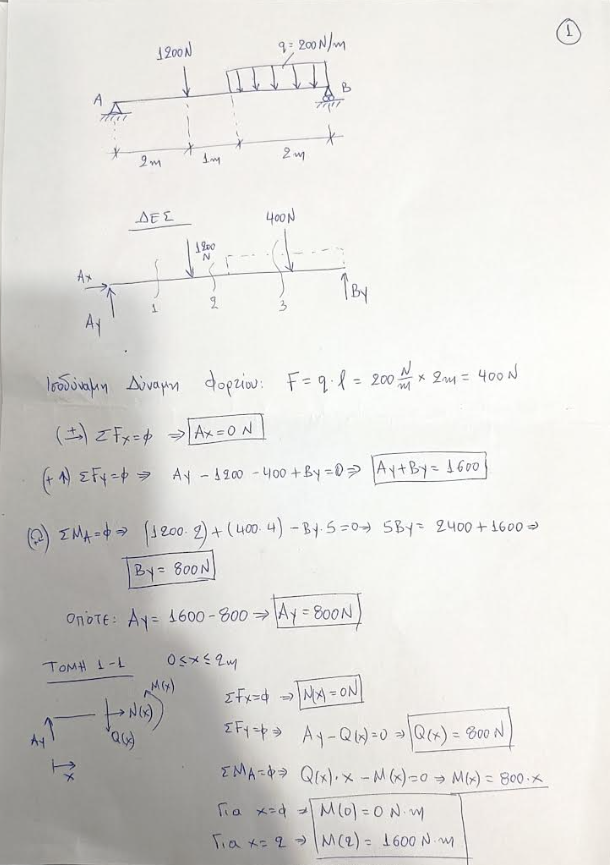 1
1200N
q = 200 N/m
A
B
2m
1m
2m
ΔΕΣ
400N
1200 N
Ax
Ay
1
2
3
By
Ισοδύναμη Δύναμη Φορτίου: F = q · l = 200 N/m × 2m = 400 N
(+→) ΣFx=φ ⇒ Ax=0 N
(+↑) ΣFy=φ ⇒ Ay - 1200 - 400 + By = 0 ⇒ Ay+By = 1600
ΣMA=φ ⇒ (1200·2) + (400·4) - By·5 = 0 ⇒ 5By = 2400 + 1600 ⇒
By = 800N
οπότε: Ay = 1600 - 800 ⇒ Ay = 800N
ΤΟΜΗ 1-1 0≤x≤2m
M(x)
N(x)
Q(x)
Ay
x
ΣFx=φ ⇒ N(x) = 0N
ΣFy=φ ⇒ Ay - Q(x) = 0 ⇒ Q(x) = 800 N
ΣMA=φ ⇒ Q(x)·x - M(x) = 0 ⇒ M(x) = 800·x
Για x=φ ⇒ M(0) = 0 N·m
Για x=2 ⇒ M(2) = 1600 N·m